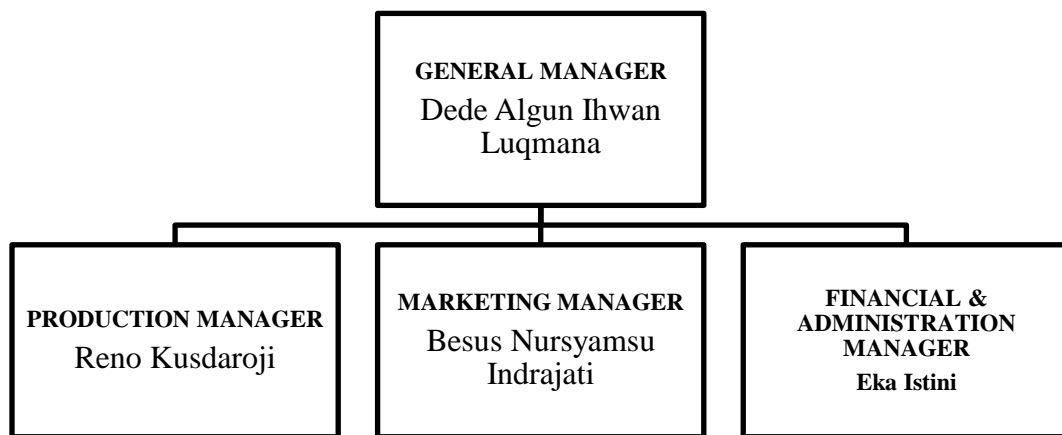 GENERAL MANAGER
Dede Algun Ihwan
Luqmana
PRODUCTION MANAGER
Reno Kusdaroji
MARKETING MANAGER
Besus Nursyamsu
Indrajati
FINANCIAL &
ADMINISTRATION
MANAGER
Eka Istini